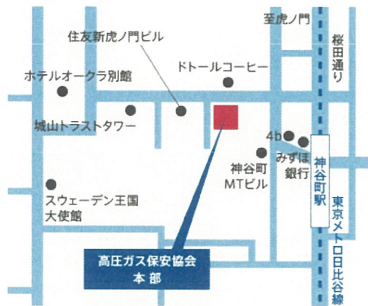 至虎ノ門
桜田通り
住友新虎ノ門ビル
ドトールコーヒー
ホテルオークラ別館
城山トラストタワー
4b
みずほ
銀行
神谷町
MTビル
神谷町駅
スウェーデン王国
大使館
東京メトロ日比谷線
高圧ガス保安協会
本部